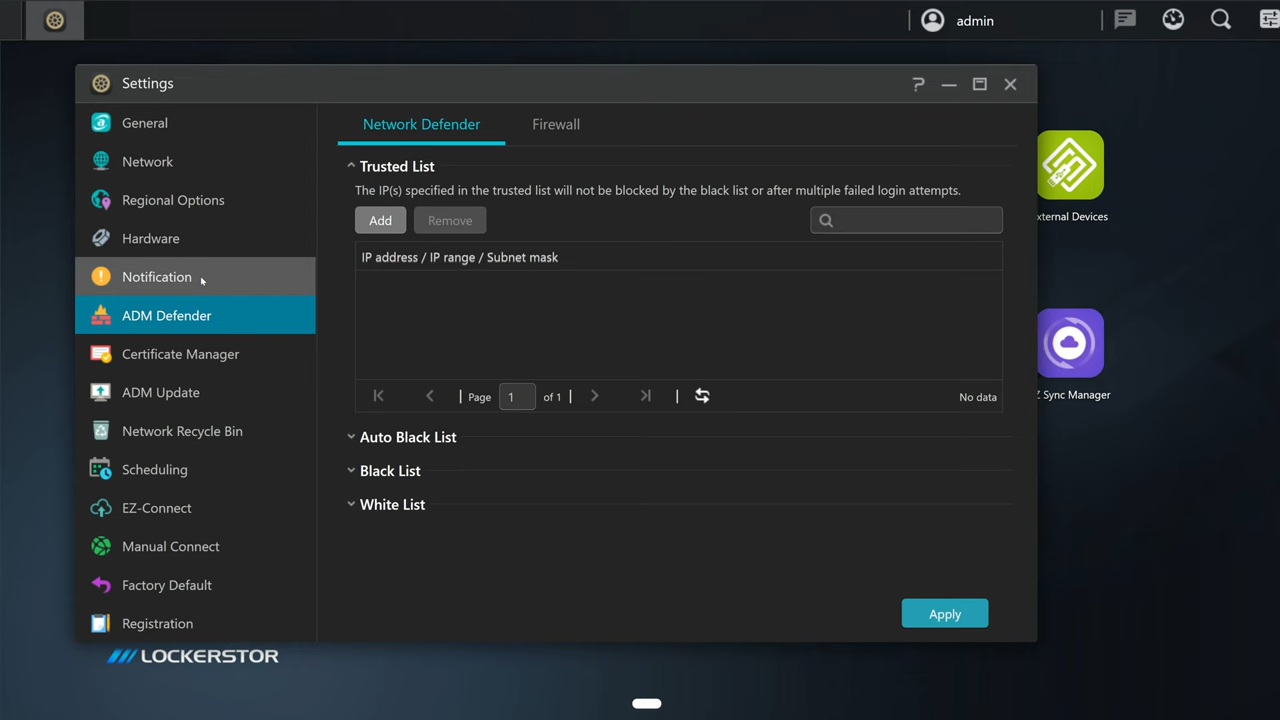 admin
Settings
General
Network
Regional Options
Hardware
Notification
ADM Defender
Certificate Manager
ADM Update
Network Recycle Bin
Scheduling
EZ-Connect
Manual Connect
Factory Default
Registration
Network Defender Firewall
Trusted List
The IP(s) specified in the trusted list will not be blocked by the black list or after multiple failed login attempts.
Add Remove
IP address / IP range / Subnet mask
Page 1 of 1 No data
Auto Black List
Black List
White List
Apply
xternal Devices
Z Sync Manager
LOCKERSTOR